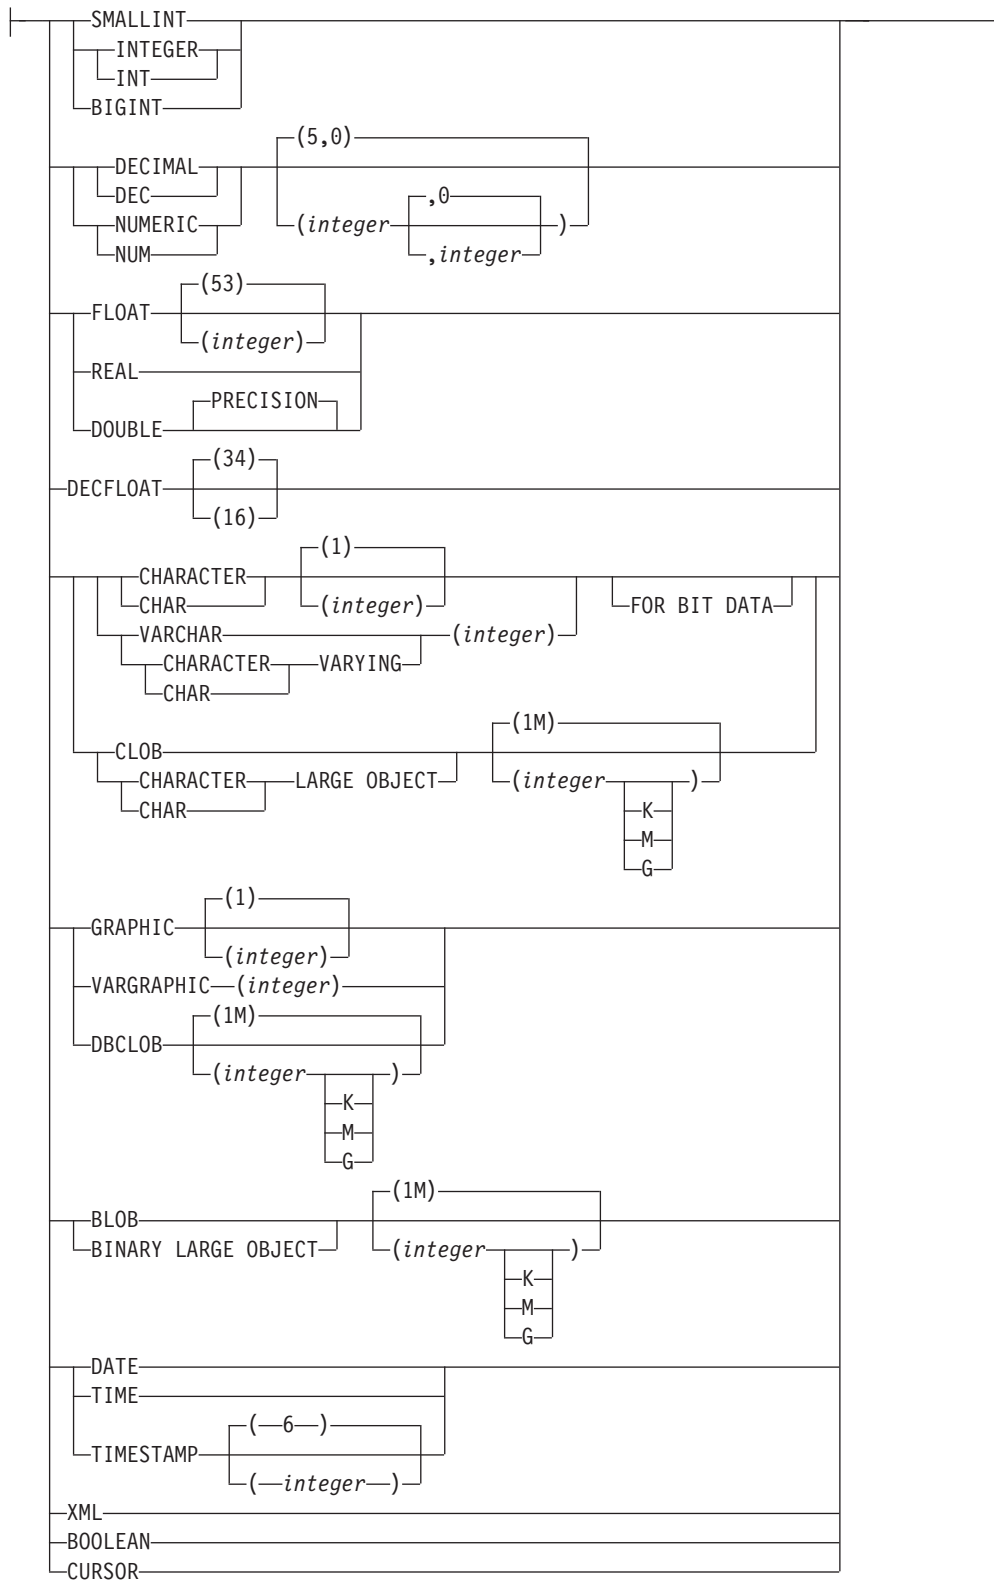 SMALLINT
INTEGER
INT
BIGINT
(5,0)
DECIMAL
DEC
(integer
,0
)
NUMERIC
NUM
,integer
(53)
FLOAT
(integer)
REAL
PRECISION
DOUBLE
(34)
DECFLOAT
(16)
(1)
CHARACTER
CHAR
(integer)
FOR BIT DATA
VARCHAR
(integer)
CHARACTER
VARYING
CHAR
(1M)
CLOB
CHARACTER
LARGE OBJECT
(integer
)
CHAR
K
M
G
(1)
GRAPHIC
(integer)
VARGRAPHIC
(integer)
(1M)
DBCLOB
(integer
)
K
M
G
(1M)
BLOB
BINARY LARGE OBJECT
(integer
)
K
M
G
DATE
TIME
( 6 )
TIMESTAMP
( integer )
XML
BOOLEAN
CURSOR